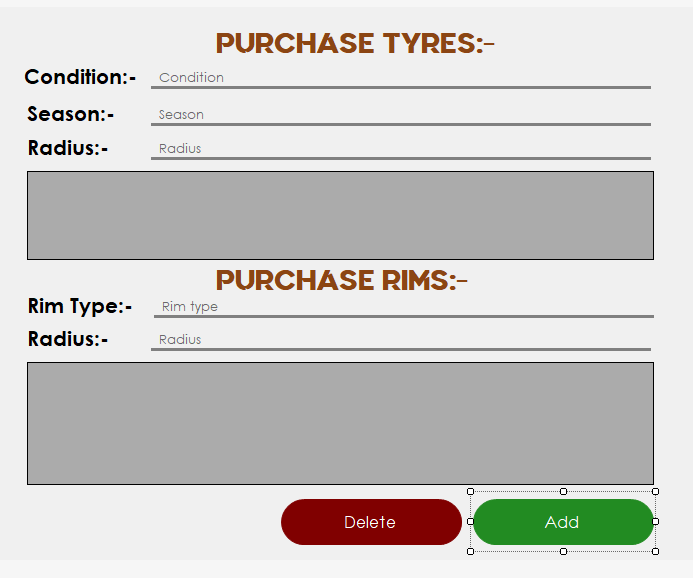 PURCHASE TYRES:-
Condition:- Condition
Season:- Season
Radius:- Radius
PURCHASE RIMS:-
Rim Type:- Rim type
Radius:- Radius
Delete Add